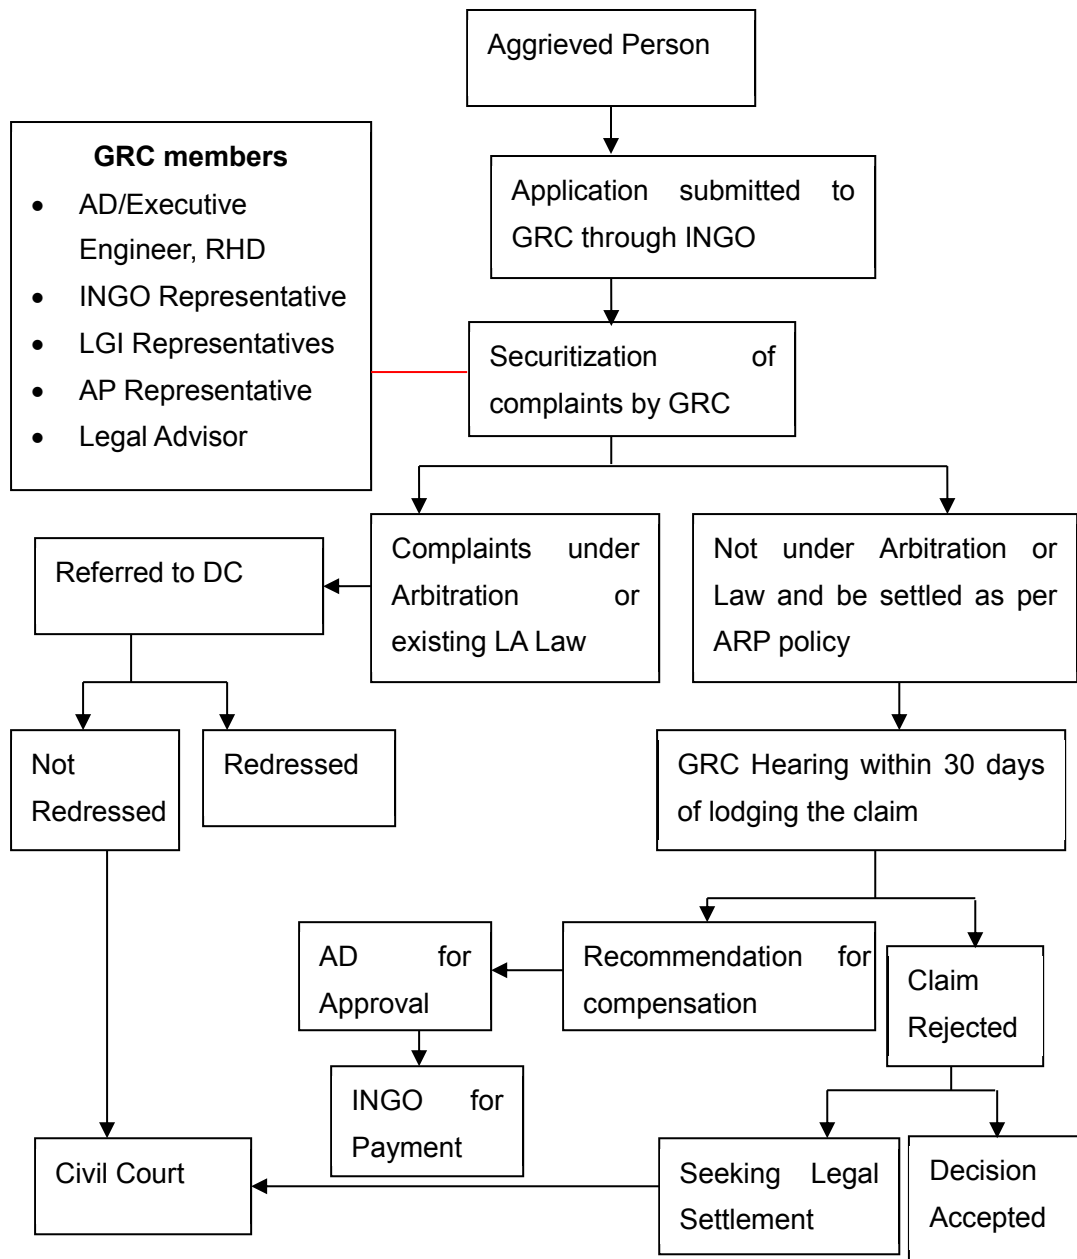 Aggrieved Person
GRC members
• AD/Executive
Engineer, RHD
• INGO Representative
• LGI Representatives
• AP Representative
• Legal Advisor
Application submitted to
GRC through INGO
Securitization of
complaints by GRC
Referred to DC
Complaints under
Arbitration or
existing LA Law
Not under Arbitration or
Law and be settled as per
ARP policy
Not
Redressed
Redressed
GRC Hearing within 30 days
of lodging the claim
AD for
Approval
Recommendation for
compensation
Claim
Rejected
INGO for
Payment
Civil Court
Seeking Legal
Settlement
Decision
Accepted